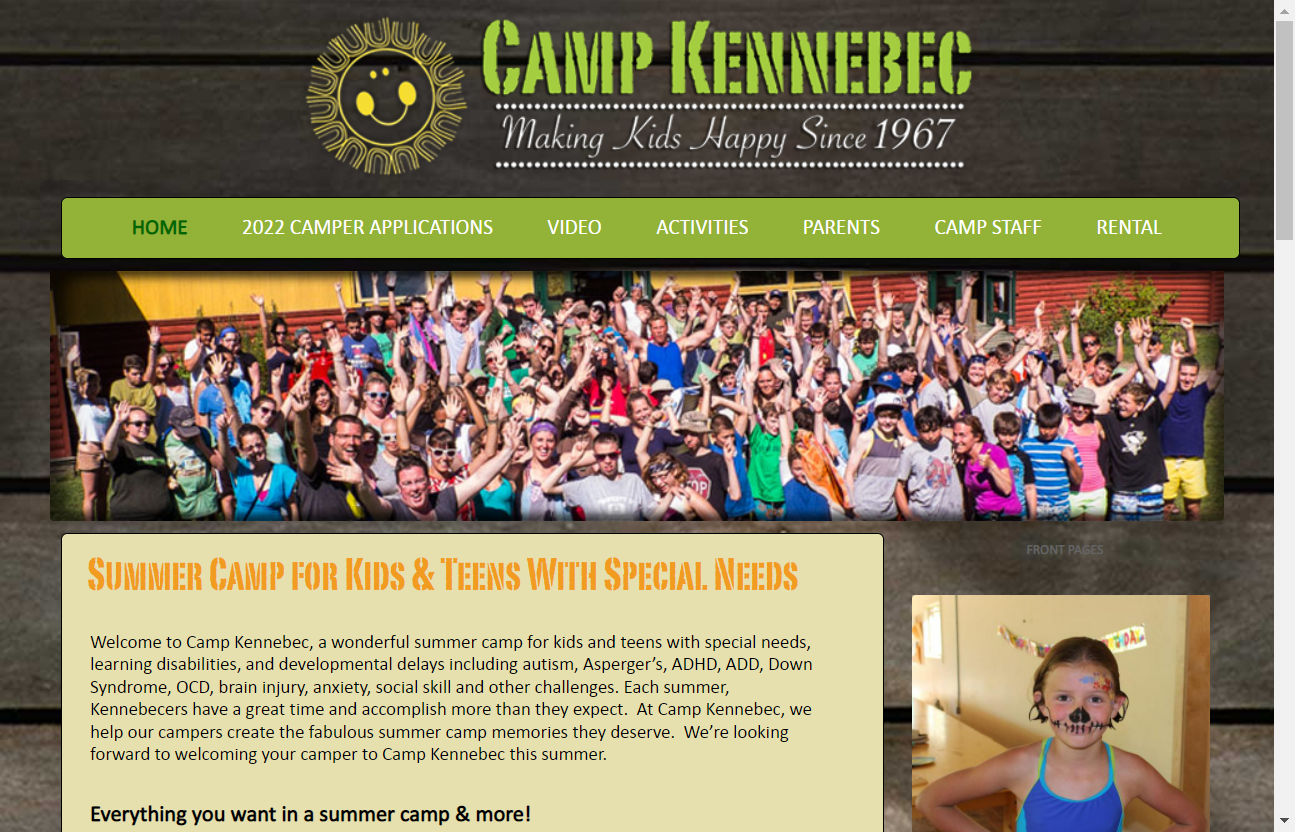 CAMP KENNEBEC
Making Kids Happy Since 1967
HOME 2022 CAMPER APPLICATIONS VIDEO ACTIVITIES PARENTS CAMP STAFF RENTAL
STOP
FRONT PAGES
SUMMER CAMP FOR KIDS & TEENS WITH SPECIAL NEEDS
Welcome to Camp Kennebec, a wonderful summer camp for kids and teens with special needs,
learning disabilities, and developmental delays including autism, Asperger’s, ADHD, ADD, Down
Syndrome, OCD, brain injury, anxiety, social skill and other challenges. Each summer,
Kennebecers have a great time and accomplish more than they expect.  At Camp Kennebec, we
help our campers create the fabulous summer camp memories they deserve.  We’re looking
forward to welcoming your camper to Camp Kennebec this summer.
Everything you want in a summer camp & more!